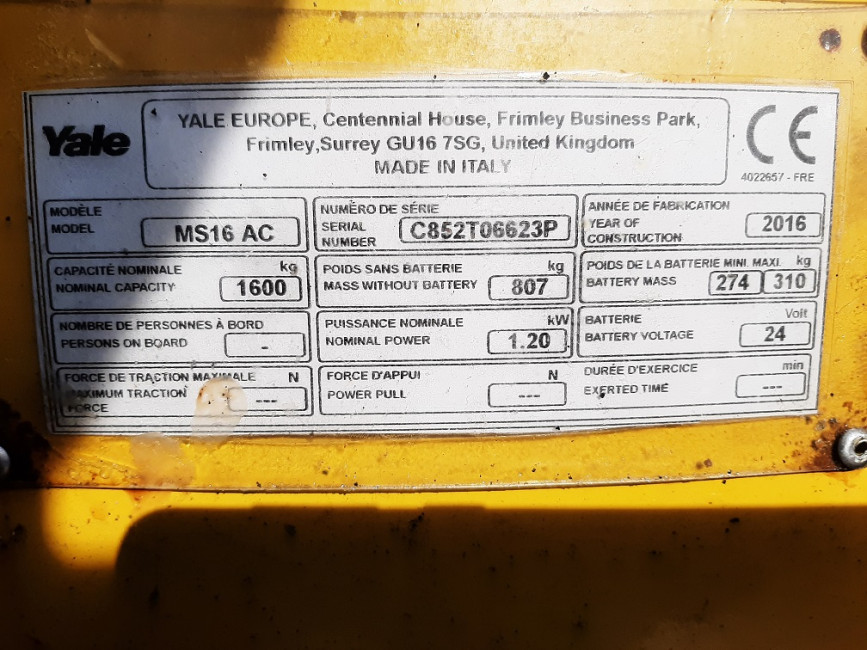 Yale
YALE EUROPE, Centennial House, Frimley Business Park,
Frimley,Surrey GU16 7SG, United Kingdom
MADE IN ITALY
CE
4022657 - FRE
MODÈLE
MODEL
MS16 AC
NUMÉRO DE SÉRIE
SERIAL
NUMBER
C852T06623P
ANNÉE DE FABRICATION
YEAR OF
CONSTRUCTION
2016
CAPACITÉ NOMINALE kg
NOMINAL CAPACITY 1600
POIDS SANS BATTERIE kg
MASS WITHOUT BATTERY 807
POIDS DE LA BATTERIE MINI. MAXI. kg
BATTERY MASS 274 310
NOMBRE DE PERSONNES À BORD
PERSONS ON BOARD -
PUISSANCE NOMINALE kW
NOMINAL POWER 1.20
BATTERIE Volt
BATTERY VOLTAGE 24
FORCE DE TRACTION MAXIMALE N
MAXIMUM TRACTION
FORCE ---
FORCE D'APPUI N
POWER PULL ---
DURÉE D'EXERCICE min
EXERTED TIME ---